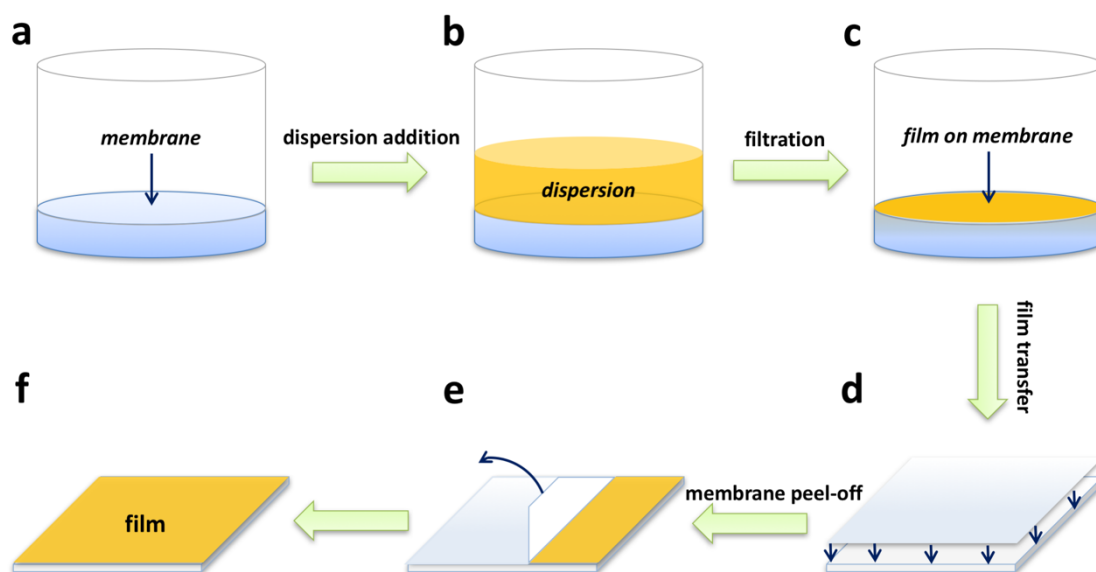 a
b
c
membrane
dispersion addition
dispersion
filtration
film on membrane
film transfer
f
e
d
film
membrane peel-off